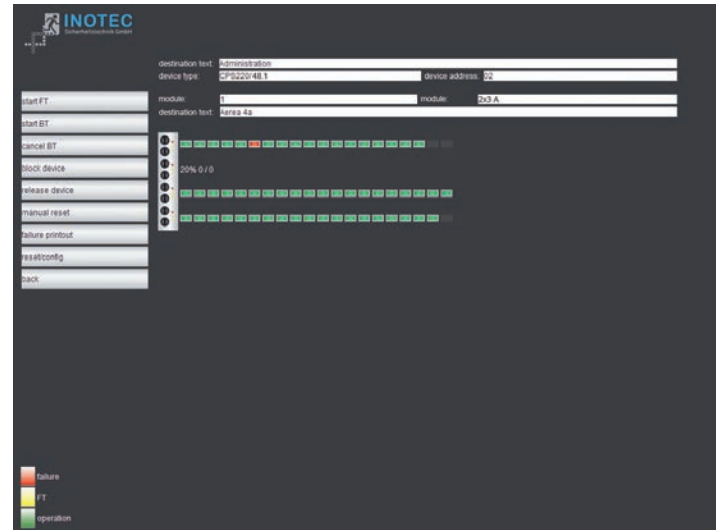 INOTEC
Sicherheitstechnik GmbH
destination text: Administration
device type: CPS220/48.1 device address: 02
module: 1 module: 2x3 A
destination text: Aerea 4a
start FT
start BT
cancel BT
block device
release device
manual reset
failure printout
reset/config
back
20% 0 / 0
failure
FT
operation